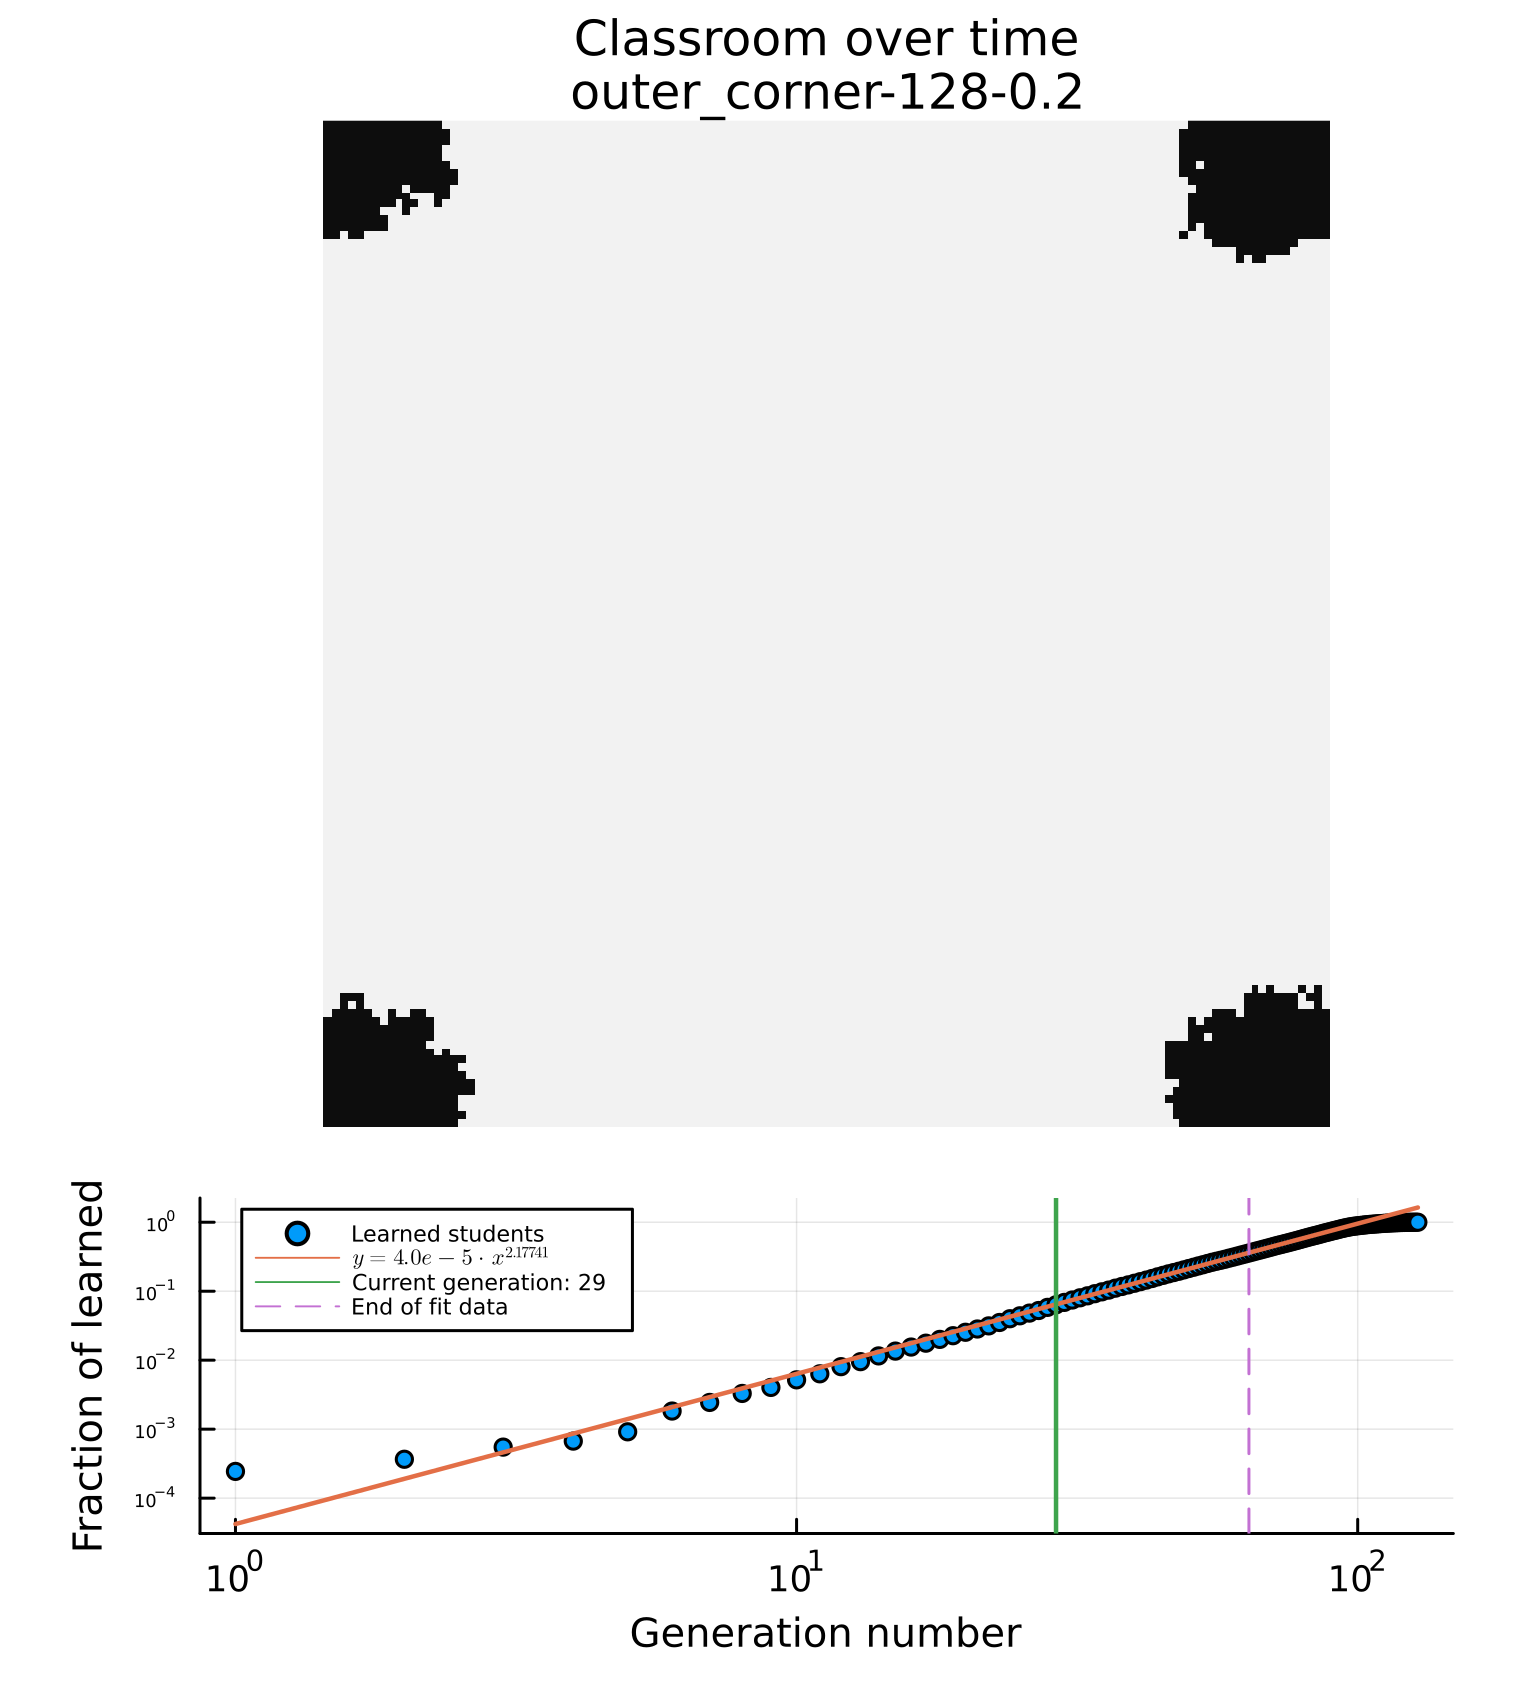 Classroom over time
outer_corner-128-0.2
Fraction of learned
10^0
10^-1
10^-2
10^-3
10^-4
Learned students
y = 4.0e − 5 · x^2.17741
Current generation: 29
End of fit data
10^0 10^1 10^2
Generation number